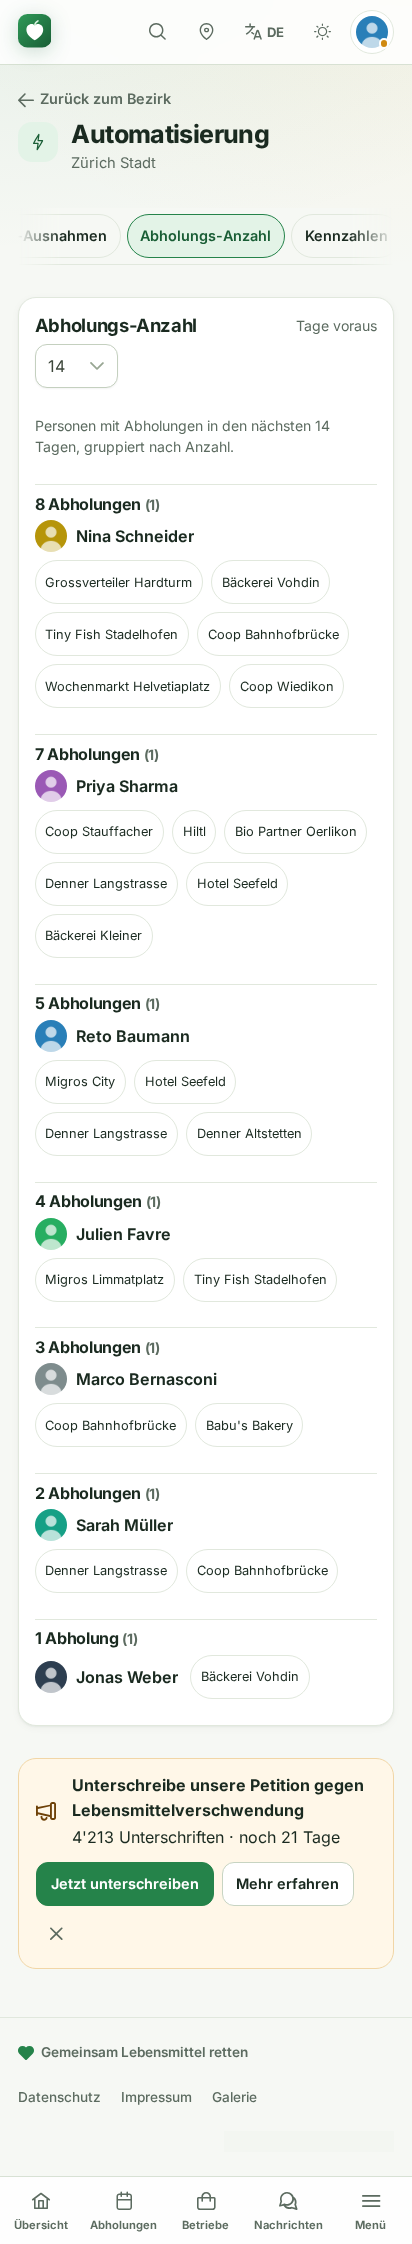 DE
Zurück zum Bezirk
Automatisierung
Zürich Stadt
-Ausnahmen
Abholungs-Anzahl
Kennzahlen
Abholungs-Anzahl
Tage voraus
14
Personen mit Abholungen in den nächsten 14
Tagen, gruppiert nach Anzahl.
8 Abholungen (1)
Nina Schneider
Grossverteiler Hardturm
Bäckerei Vohdin
Tiny Fish Stadelhofen
Coop Bahnhofbrücke
Wochenmarkt Helvetiaplatz
Coop Wiedikon
7 Abholungen (1)
Priya Sharma
Coop Stauffacher
Hiltl
Bio Partner Oerlikon
Denner Langstrasse
Hotel Seefeld
Bäckerei Kleiner
5 Abholungen (1)
Reto Baumann
Migros City
Hotel Seefeld
Denner Langstrasse
Denner Altstetten
4 Abholungen (1)
Julien Favre
Migros Limmatplatz
Tiny Fish Stadelhofen
3 Abholungen (1)
Marco Bernasconi
Coop Bahnhofbrücke
Babu's Bakery
2 Abholungen (1)
Sarah Müller
Denner Langstrasse
Coop Bahnhofbrücke
1 Abholung (1)
Jonas Weber
Bäckerei Vohdin
Unterschreibe unsere Petition gegen
Lebensmittelverschwendung
4'213 Unterschriften · noch 21 Tage
Jetzt unterschreiben
Mehr erfahren
Gemeinsam Lebensmittel retten
Datenschutz
Impressum
Galerie
Übersicht
Abholungen
Betriebe
Nachrichten
Menü